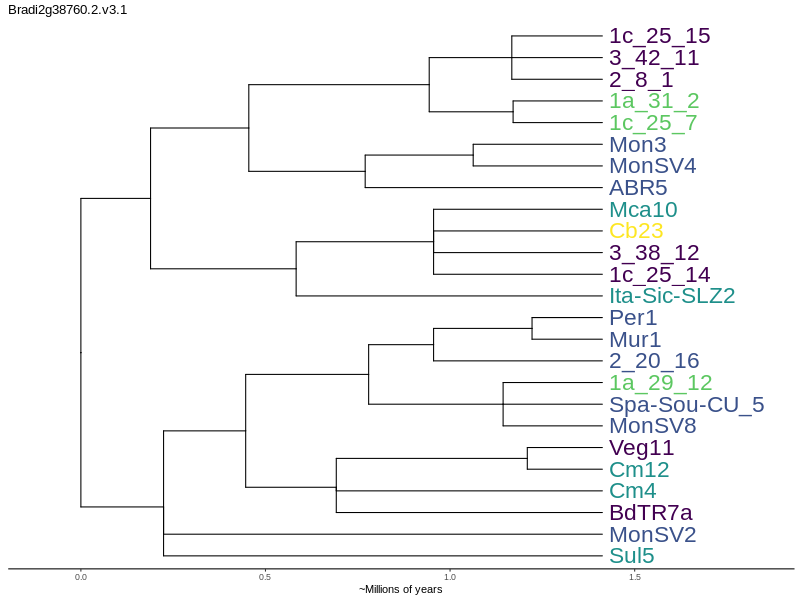 Bradi2g38760.2.v3.1
1c_25_15
3_42_11
2_8_1
1a_31_2
1c_25_7
Mon3
MonSV4
ABR5
Mca10
Cb23
3_38_12
1c_25_14
Ita-Sic-SLZ2
Per1
Mur1
2_20_16
1a_29_12
Spa-Sou-CU_5
MonSV8
Veg11
Cm12
Cm4
BdTR7a
MonSV2
Sul5
0.0 0.5 1.0 1.5
~Millions of years